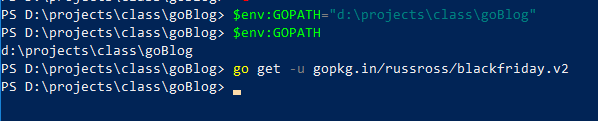 PS D:\projects\class\goBlog> $env:GOPATH="d:\projects\class\goBlog"
PS D:\projects\class\goBlog> $env:GOPATH
d:\projects\class\goBlog
PS D:\projects\class\goBlog> go get -u gopkg.in/russross/blackfriday.v2
PS D:\projects\class\goBlog>